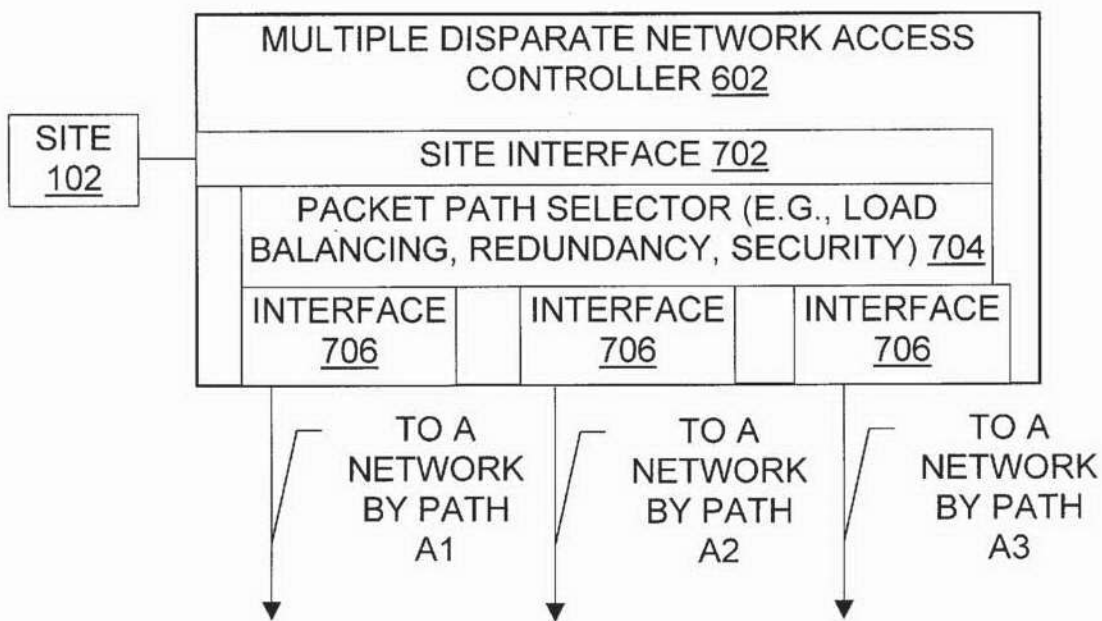 MULTIPLE DISPARATE NETWORK ACCESS
CONTROLLER 602
SITE
102
SITE INTERFACE 702
PACKET PATH SELECTOR (E.G., LOAD
BALANCING, REDUNDANCY, SECURITY) 704
INTERFACE
706
INTERFACE
706
INTERFACE
706
TO A
NETWORK
BY PATH
A1
TO A
NETWORK
BY PATH
A2
TO A
NETWORK
BY PATH
A3